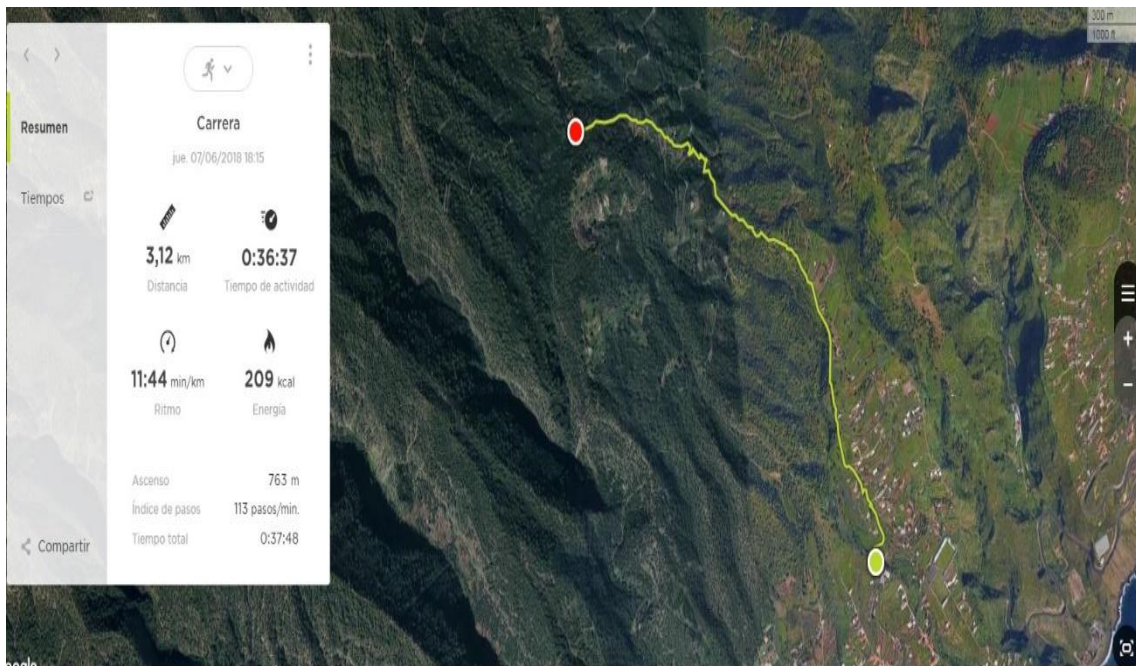 Resumen
Tiempos
Compartir
Carrera
jue. 07/06/2018 18:15
3,12 km
Distancia
0:36:37
Tiempo de actividad
11:44 min/km
Ritmo
209 kcal
Energía
Ascenso 763 m
Índice de pasos 113 pasos/min.
Tiempo total 0:37:48
300 m
1000 ft